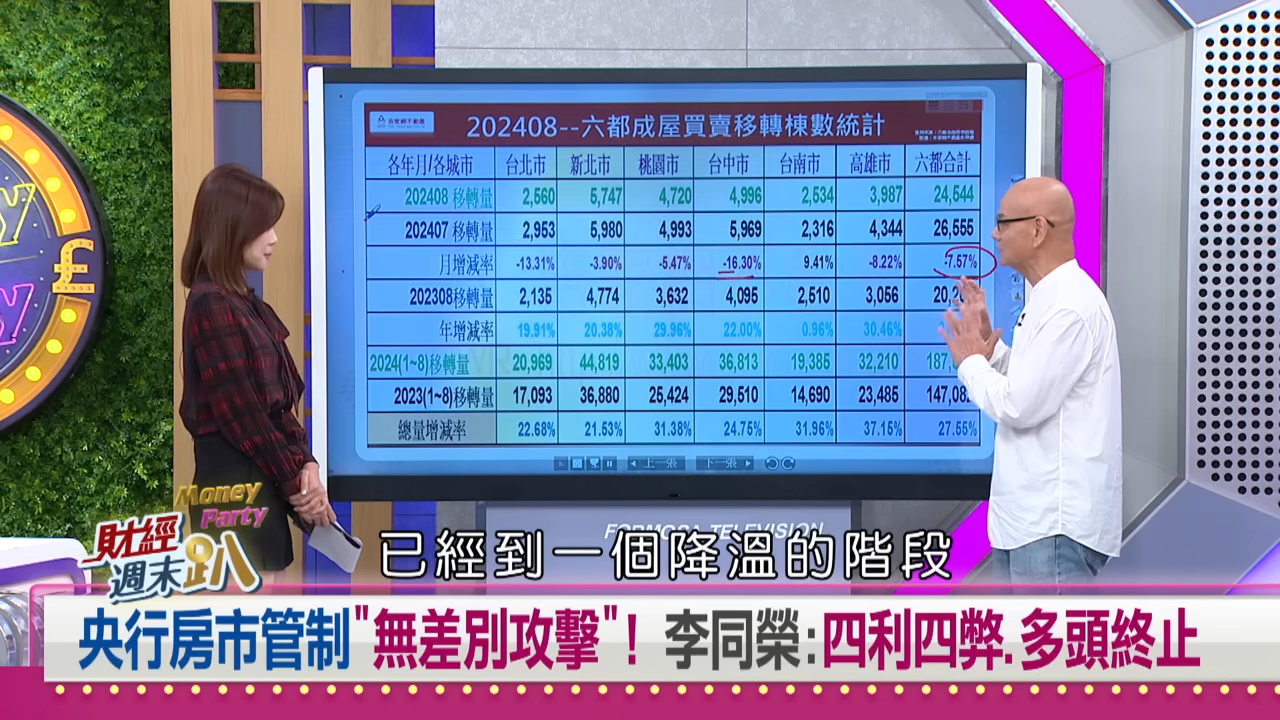 202408--六都成屋買賣移轉棟數統計
各年月/各城市 台北市 新北市 桃園市 台中市 台南市 高雄市 六都合計
202408 移轉量 2,560 5,747 4,720 4,996 2,534 3,987 24,544
202407 移轉量 2,953 5,980 4,993 5,969 2,316 4,344 26,555
月增減率 -13.31% -3.90% -5.47% -16.30% 9.41% -8.22% -7.57%
202308移轉量 2,135 4,774 3,632 4,095 2,510 3,056
年增減率 19.91% 20.38% 29.96% 22.00% 0.96% 30.46%
2024(1~8)移轉量 20,969 44,819 33,403 36,813 19,385 32,210
2023(1~8)移轉量 17,093 36,880 25,424 29,510 14,690 23,485
總量增減率 22.68% 21.53% 31.38% 24.75% 31.96% 37.15% 27.55%
上一張 下一張
FORMOSA TELEVISION
Money
Party
財經
週末趴
已經到一個降溫的階段
央行房市管制"無差別攻擊"! 李同榮:四利四弊.多頭終止